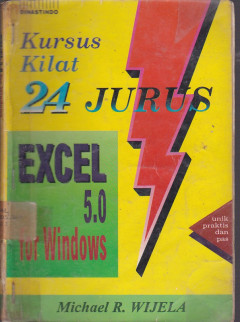 DINASTINDO
Kursus
Kilat
24 JURUS
EXCEL
5.0
for Windows
unik
praktis
dan
pas
Michael R. WIJELA